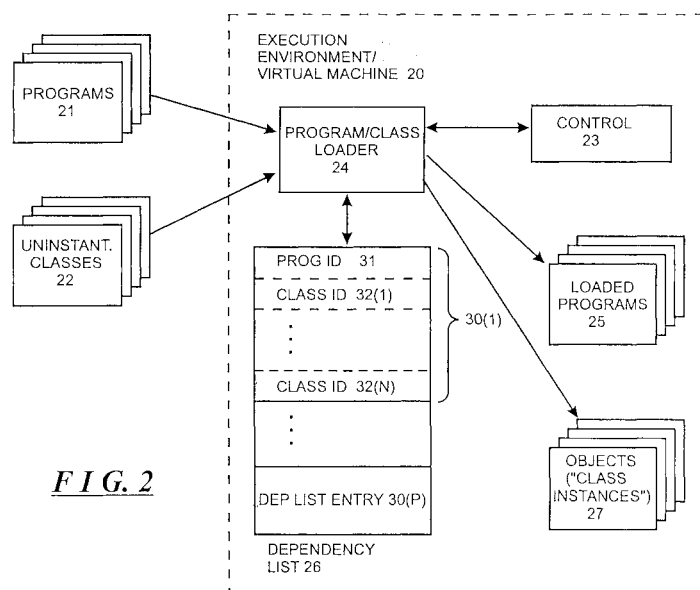 EXECUTION
ENVIRONMENT/
VIRTUAL MACHINE 20
PROGRAMS
21
PROGRAM/CLASS
LOADER
24
CONTROL
23
UNINSTANT.
CLASSES
22
PROG ID 31
CLASS ID 32(1)
CLASS ID 32(N)
30(1)
LOADED
PROGRAMS
25
DEP LIST ENTRY 30(P)
OBJECTS
("CLASS
INSTANCES")
27
DEPENDENCY
LIST 26
FIG. 2